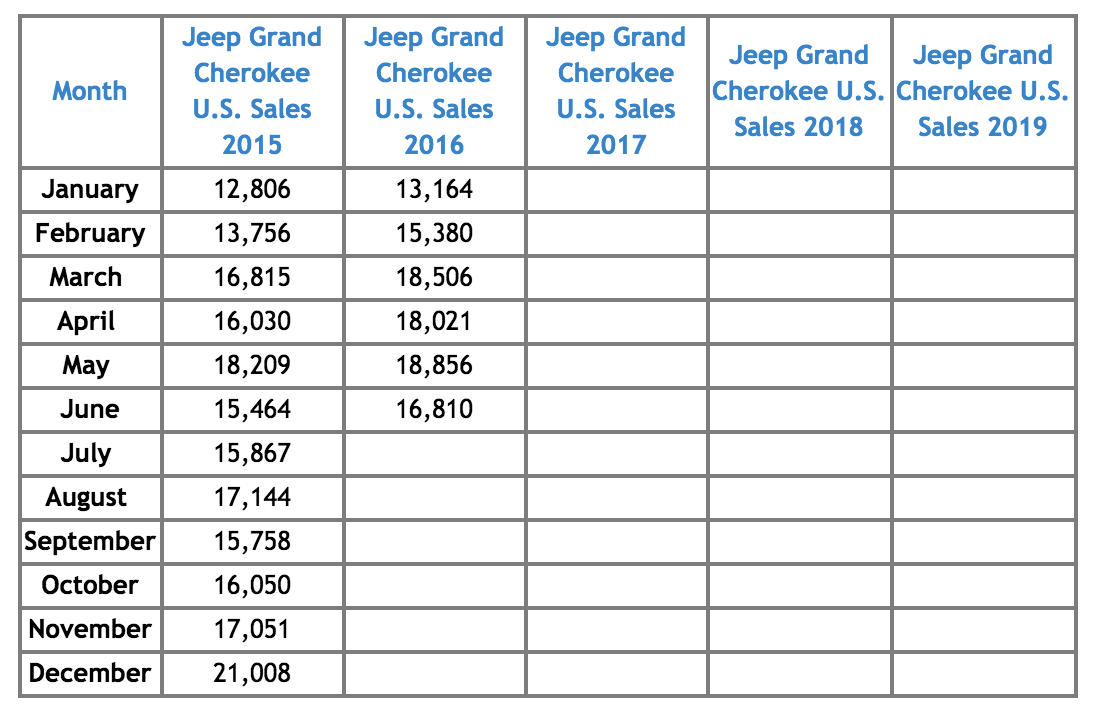 Month
Jeep Grand
Cherokee
U.S. Sales
2015
Jeep Grand
Cherokee
U.S. Sales
2016
Jeep Grand
Cherokee
U.S. Sales
2017
Jeep Grand
Cherokee U.S.
Sales 2018
Jeep Grand
Cherokee U.S.
Sales 2019
January 12,806 13,164
February 13,756 15,380
March 16,815 18,506
April 16,030 18,021
May 18,209 18,856
June 15,464 16,810
July 15,867
August 17,144
September 15,758
October 16,050
November 17,051
December 21,008